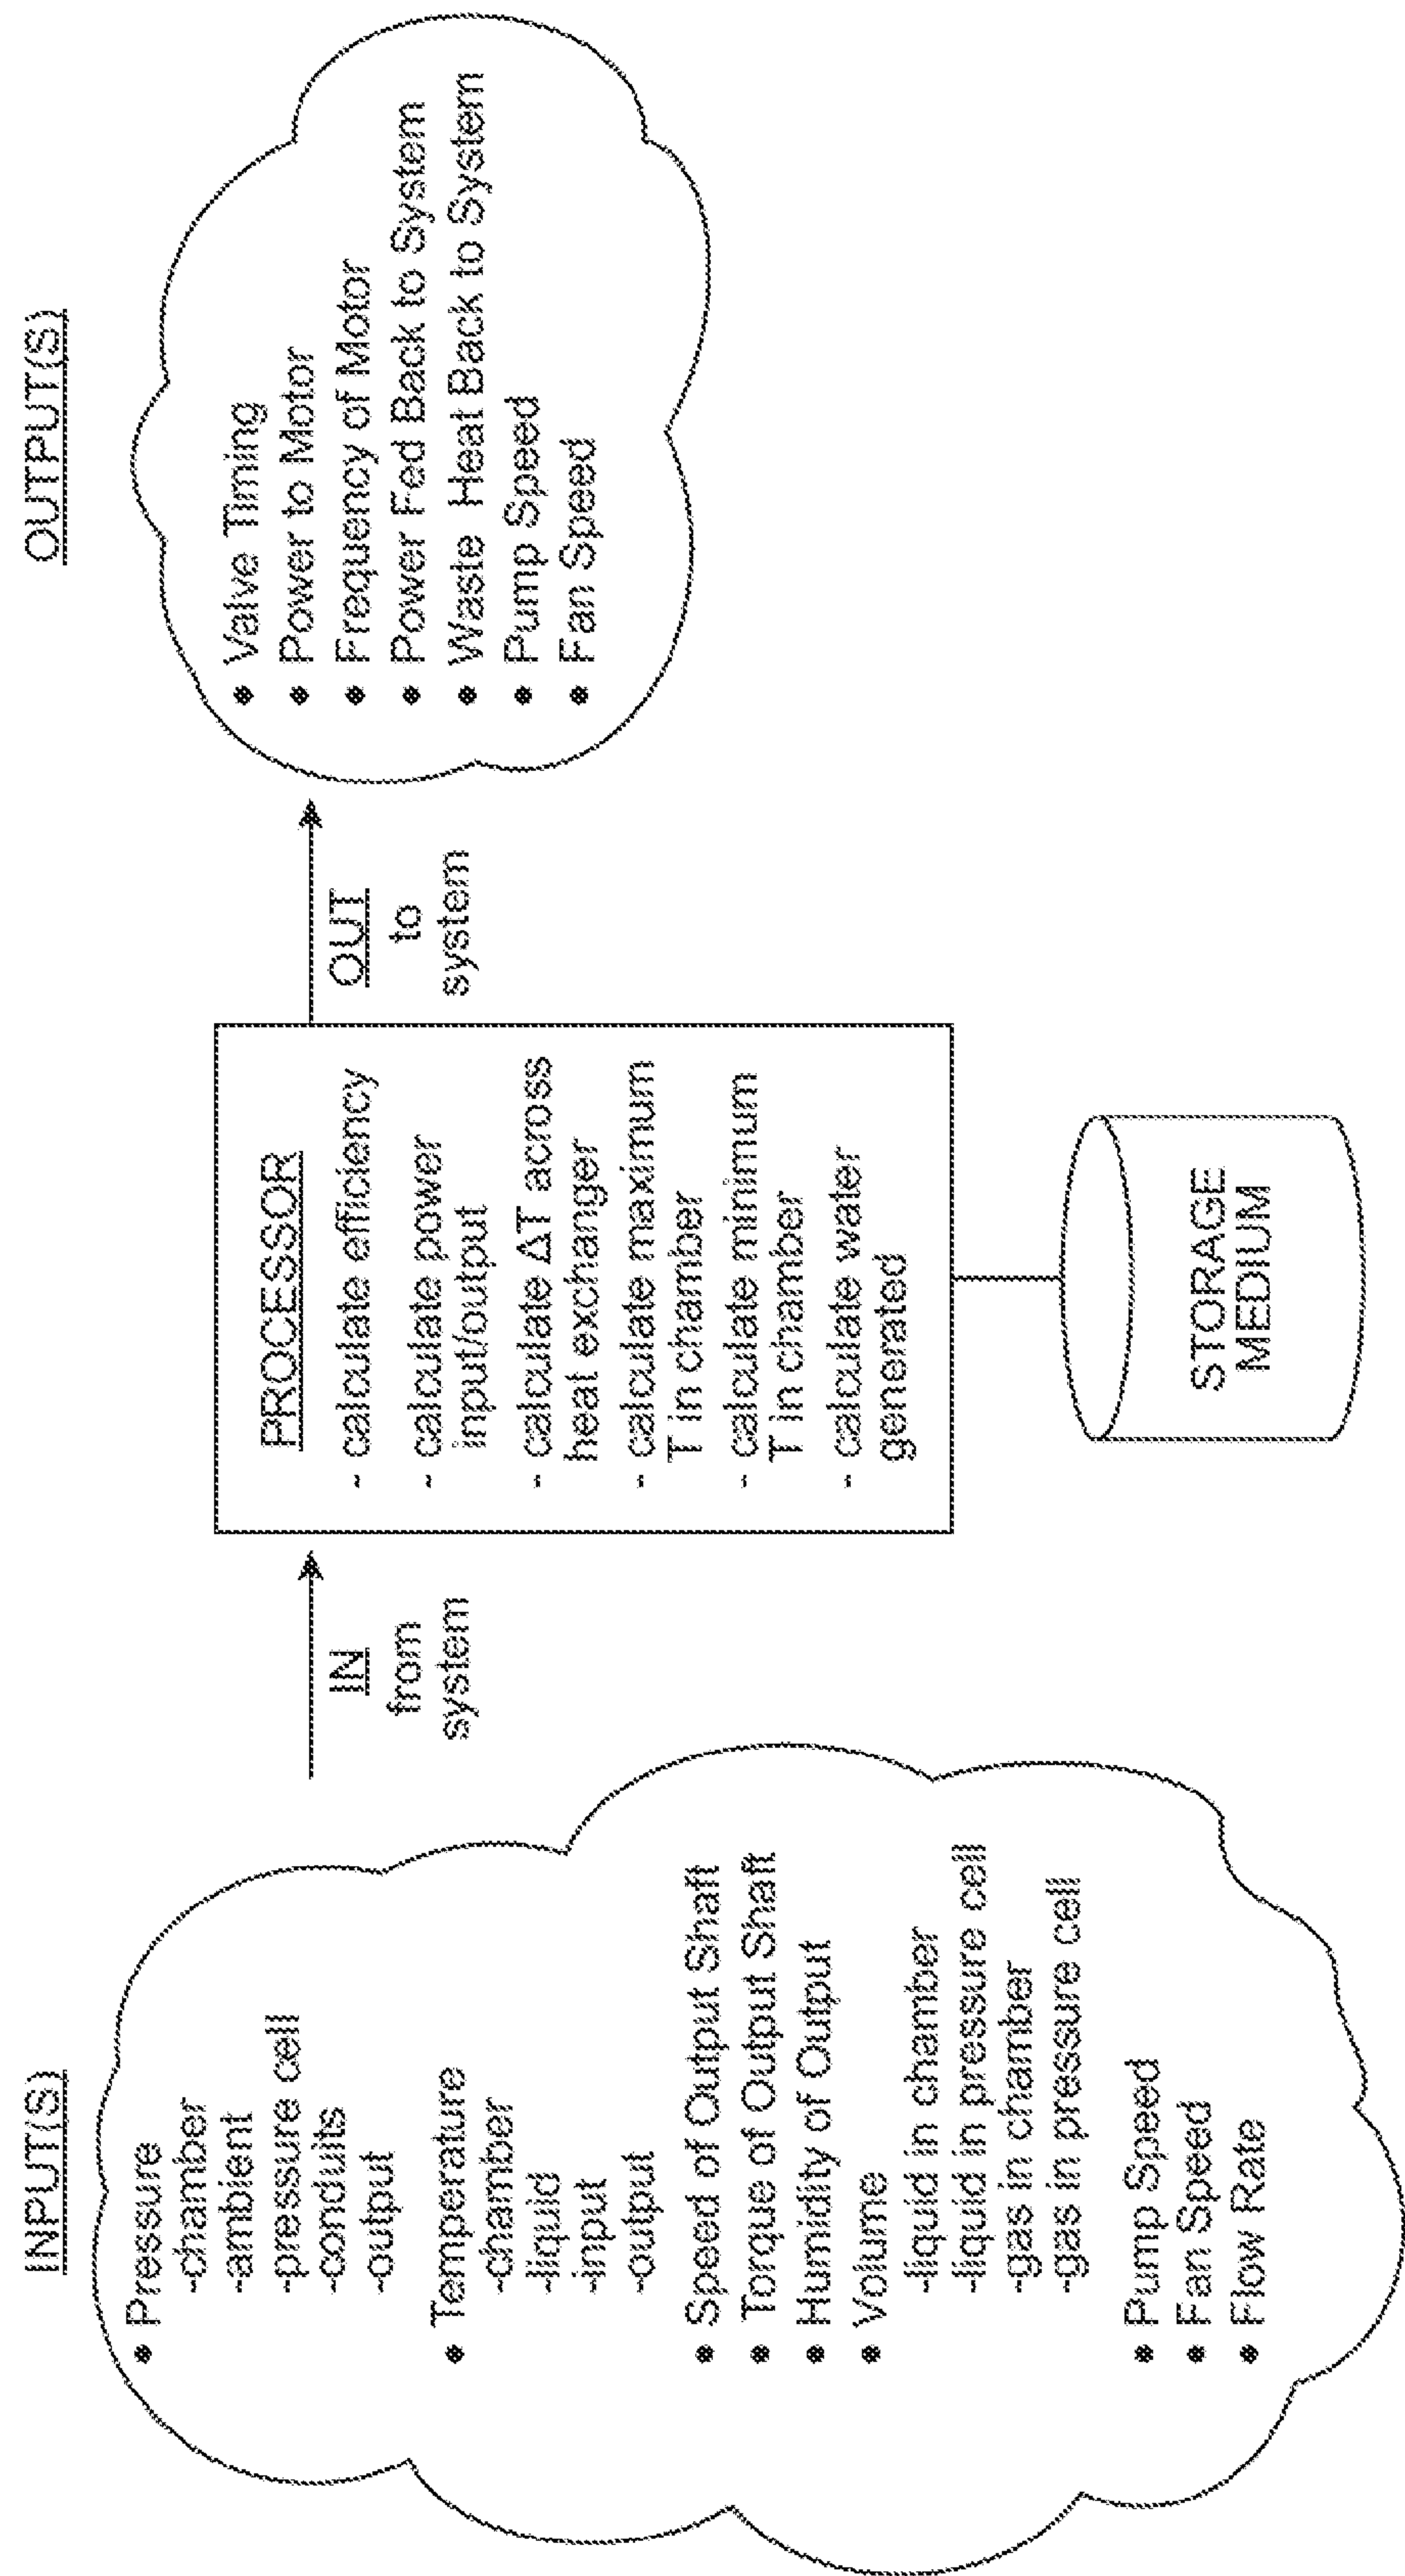 INPUT(S)
● Pressure
-chamber
-ambient
-pressure cell
-conduits
-output
● Temperature
-chamber
-liquid
-input
-output
● Speed of Output Shaft
● Torque of Output Shaft
● Humidity of Output
● Volume
-liquid in chamber
-liquid in pressure cell
-gas in chamber
-gas in pressure cell
● Pump Speed
● Fan Speed
● Flow Rate
IN
from
system
PROCESSOR
- calculate efficiency
- calculate power
input/output
- calculate ΔT across
heat exchanger
- calculate maximum
T in chamber
- calculate minimum
T in chamber
- calculate water
generated
STORAGE
MEDIUM
OUT
to
system
OUTPUT(S)
● Valve Timing
● Power to Motor
● Frequency of Motor
● Power Fed Back to System
● Waste Heat Back to System
● Pump Speed
● Fan Speed